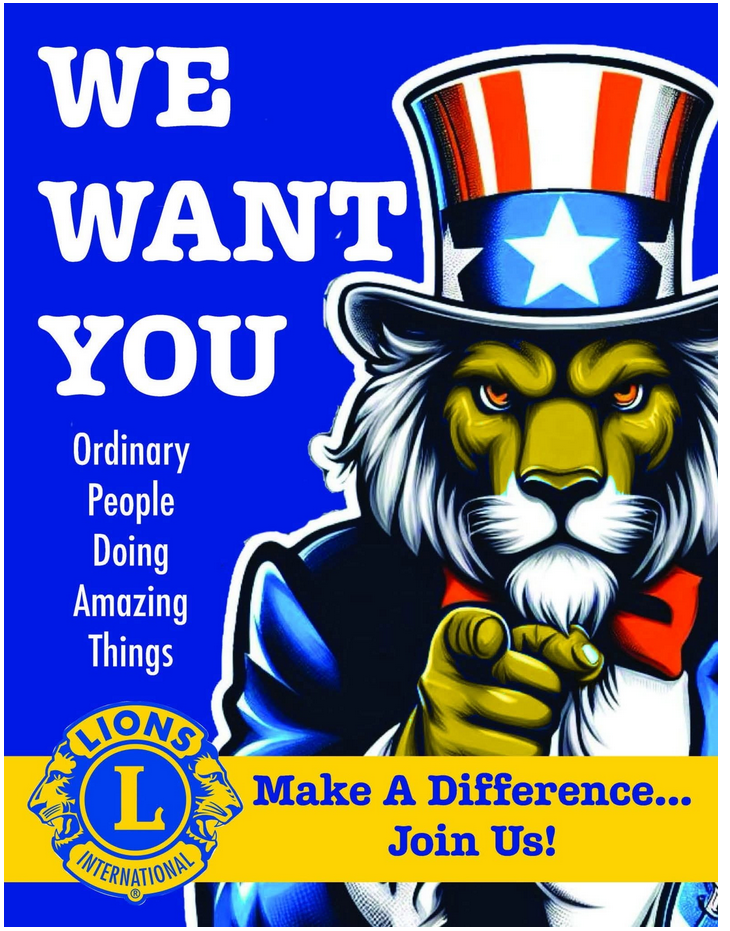 WE
WANT
YOU
Ordinary
People
Doing
Amazing
Things
LIONS
L
INTERNATIONAL
®
Make A Difference...
Join Us!